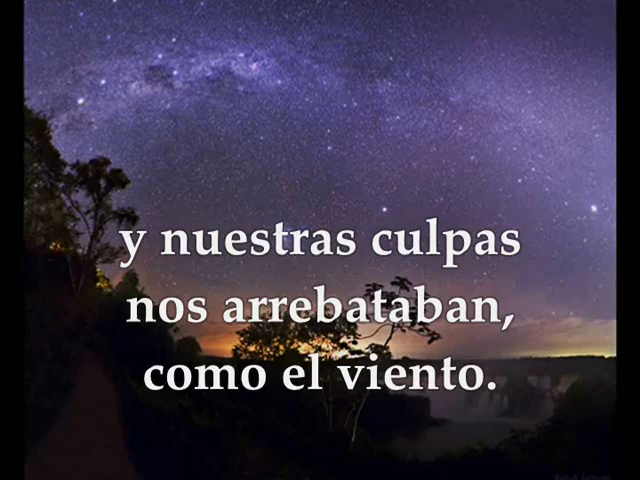 y nuestras culpas
nos arrebataban,
como el viento.